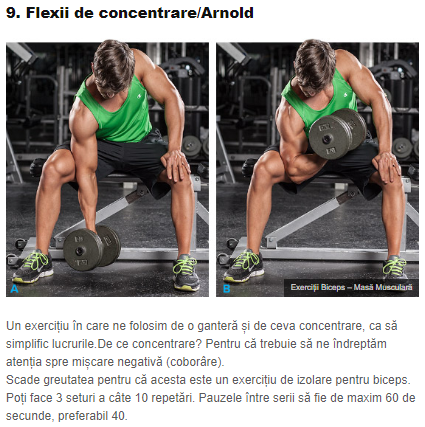 9. Flexii de concentrare/Arnold
A
B
Exerciții Biceps – Masă Musculară
Un exercițiu în care ne folosim de o ganteră și de ceva concentrare, ca să
simplific lucrurile.De ce concentrare? Pentru că trebuie să ne îndreptăm
atenția spre mișcare negativă (coborâre).
Scade greutatea pentru că acesta este un exercițiu de izolare pentru biceps.
Poți face 3 seturi a câte 10 repetări. Pauzele între serii să fie de maxim 60 de
secunde, preferabil 40.